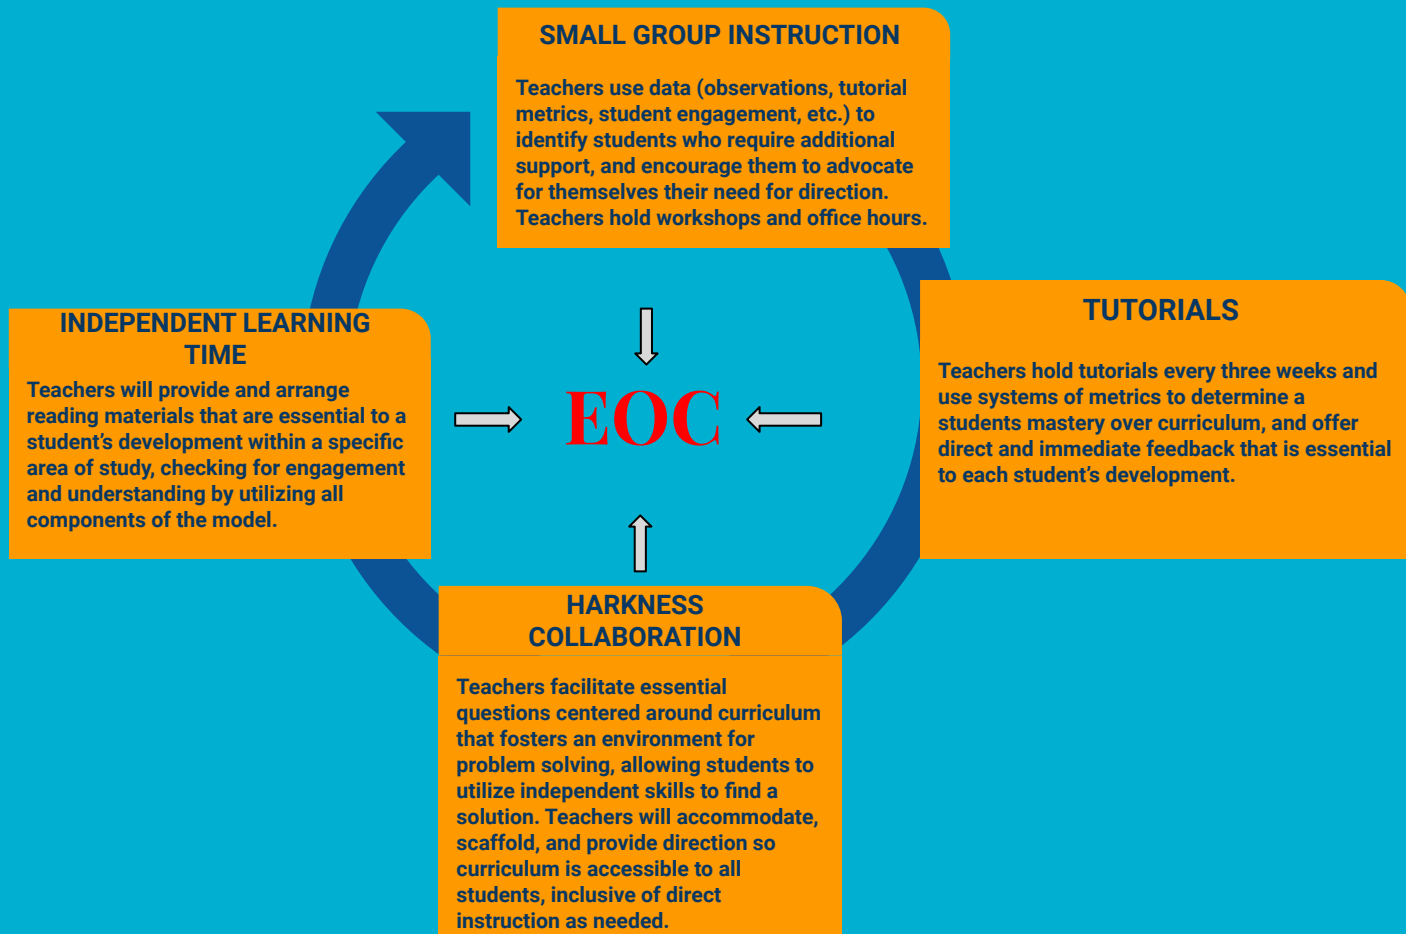 SMALL GROUP INSTRUCTION
Teachers use data (observations, tutorial
metrics, student engagement, etc.) to
identify students who require additional
support, and encourage them to advocate
for themselves their need for direction.
Teachers hold workshops and office hours.
TUTORIALS
Teachers hold tutorials every three weeks and
use systems of metrics to determine a
students mastery over curriculum, and offer
direct and immediate feedback that is essential
to each student’s development.
INDEPENDENT LEARNING
TIME
Teachers will provide and arrange
reading materials that are essential to a
student’s development within a specific
area of study, checking for engagement
and understanding by utilizing all
components of the model.
EOC
HARKNESS
COLLABORATION
Teachers facilitate essential
questions centered around curriculum
that fosters an environment for
problem solving, allowing students to
utilize independent skills to find a
solution. Teachers will accommodate,
scaffold, and provide direction so
curriculum is accessible to all
students, inclusive of direct
instruction as needed.